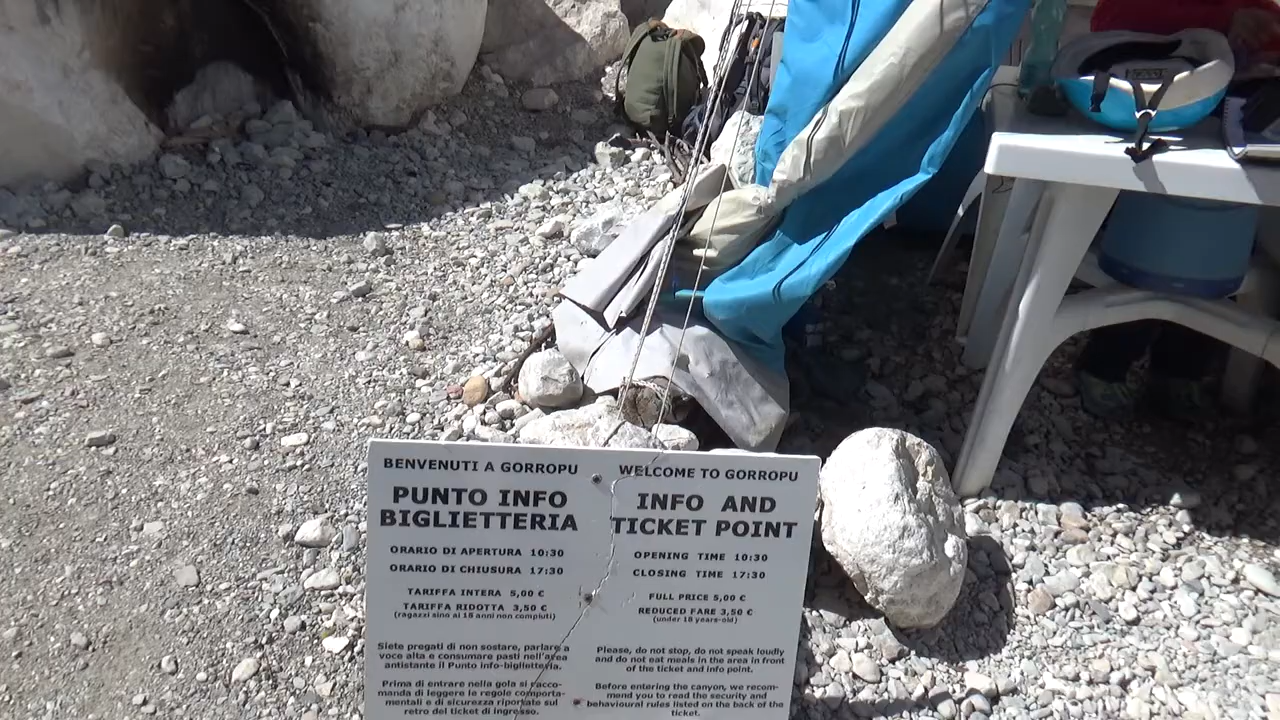 BENVENUTI A GORROPU
PUNTO INFO
BIGLIETTERIA
ORARIO DI APERTURA 10:30
ORARIO DI CHIUSURA 17:30
TARIFFA INTERA 5,00 €
TARIFFA RIDOTTA 3,50 €
(ragazzi sino ai 18 anni non compiuti)
Siete pregati di non sostare, parlare a
voce alta e consumare pasti nell'area
antistante il Punto info-biglietteria.
Prima di entrare nella gola si racco-
manda di leggere le regole comporta-
mentali e di sicurezza riportate sul
retro del ticket di ingresso.
WELCOME TO GORROPU
INFO AND
TICKET POINT
OPENING TIME 10:30
CLOSING TIME 17:30
FULL PRICE 5,00 €
REDUCED FARE 3,50 €
(under 18 years-old)
Please, do not stop, do not speak loudly
and do not eat meals in the area in front
of the ticket and info point.
Before entering the canyon, we recom-
mend you to read the security and
behavioural rules listed on the back of the
ticket.